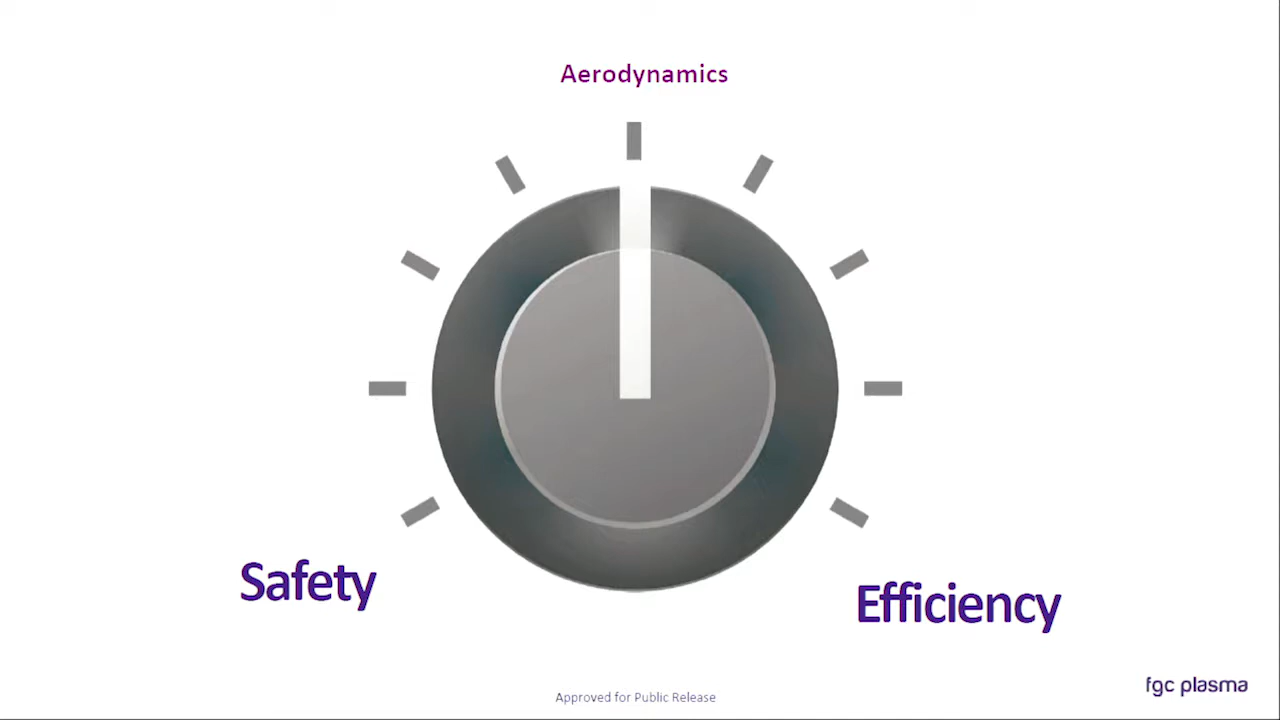 Aerodynamics
Safety
Efficiency
Approved for Public Release
fgc plasma